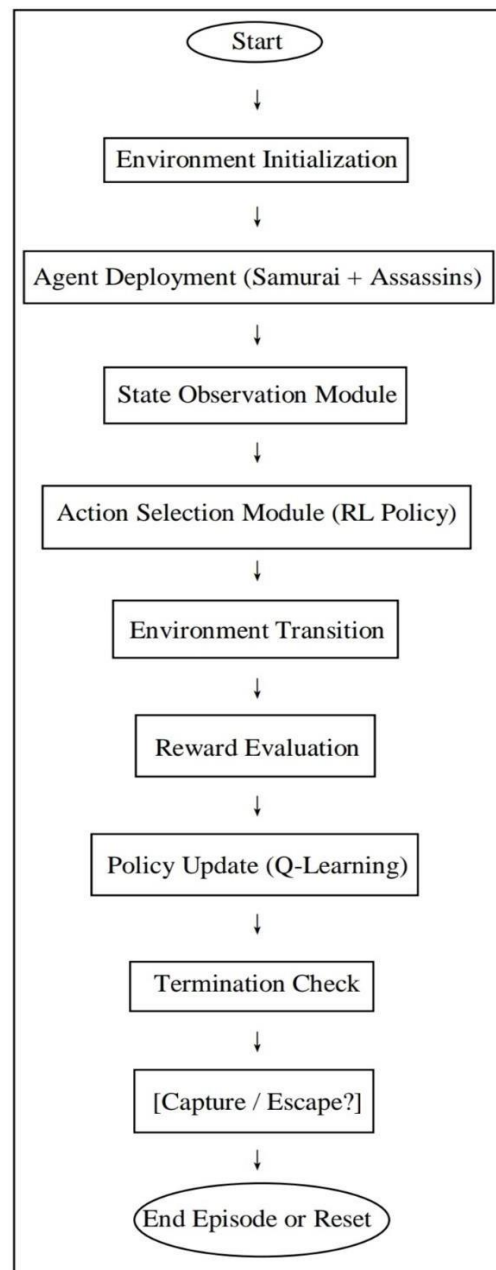 Start
Environment Initialization
Agent Deployment (Samurai + Assassins)
State Observation Module
Action Selection Module (RL Policy)
Environment Transition
Reward Evaluation
Policy Update (Q-Learning)
Termination Check
[Capture / Escape?]
End Episode or Reset